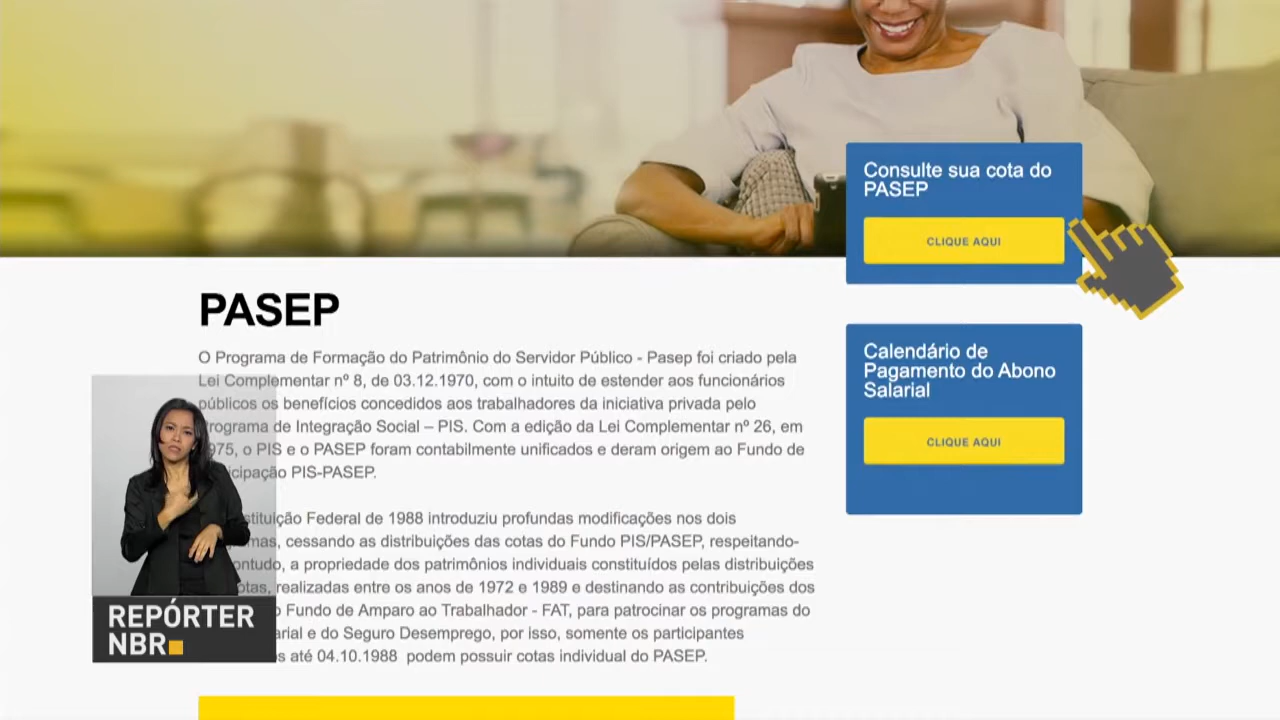 Consulte sua cota do
PASEP
CLIQUE AQUI
PASEP
O Programa de Formação do Patrimônio do Servidor Público - Pasep foi criado pela
Lei Complementar nº 8, de 03.12.1970, com o intuito de estender aos funcionários
públicos os benefícios concedidos aos trabalhadores da iniciativa privada pelo
rograma de Integração Social – PIS. Com a edição da Lei Complementar nº 26, em
975, o PIS e o PASEP foram contabilmente unificados e deram origem ao Fundo de
icipação PIS-PASEP.
Calendário de
Pagamento do Abono
Salarial
CLIQUE AQUI
stituição Federal de 1988 introduziu profundas modificações nos dois
mas, cessando as distribuições das cotas do Fundo PIS/PASEP, respeitando-
ontudo, a propriedade dos patrimônios individuais constituídos pelas distribuições
otas, realizadas entre os anos de 1972 e 1989 e destinando as contribuições dos
o Fundo de Amparo ao Trabalhador - FAT, para patrocinar os programas do
arial e do Seguro Desemprego, por isso, somente os participantes
s até 04.10.1988 podem possuir cotas individual do PASEP.
REPÓRTER
NBR